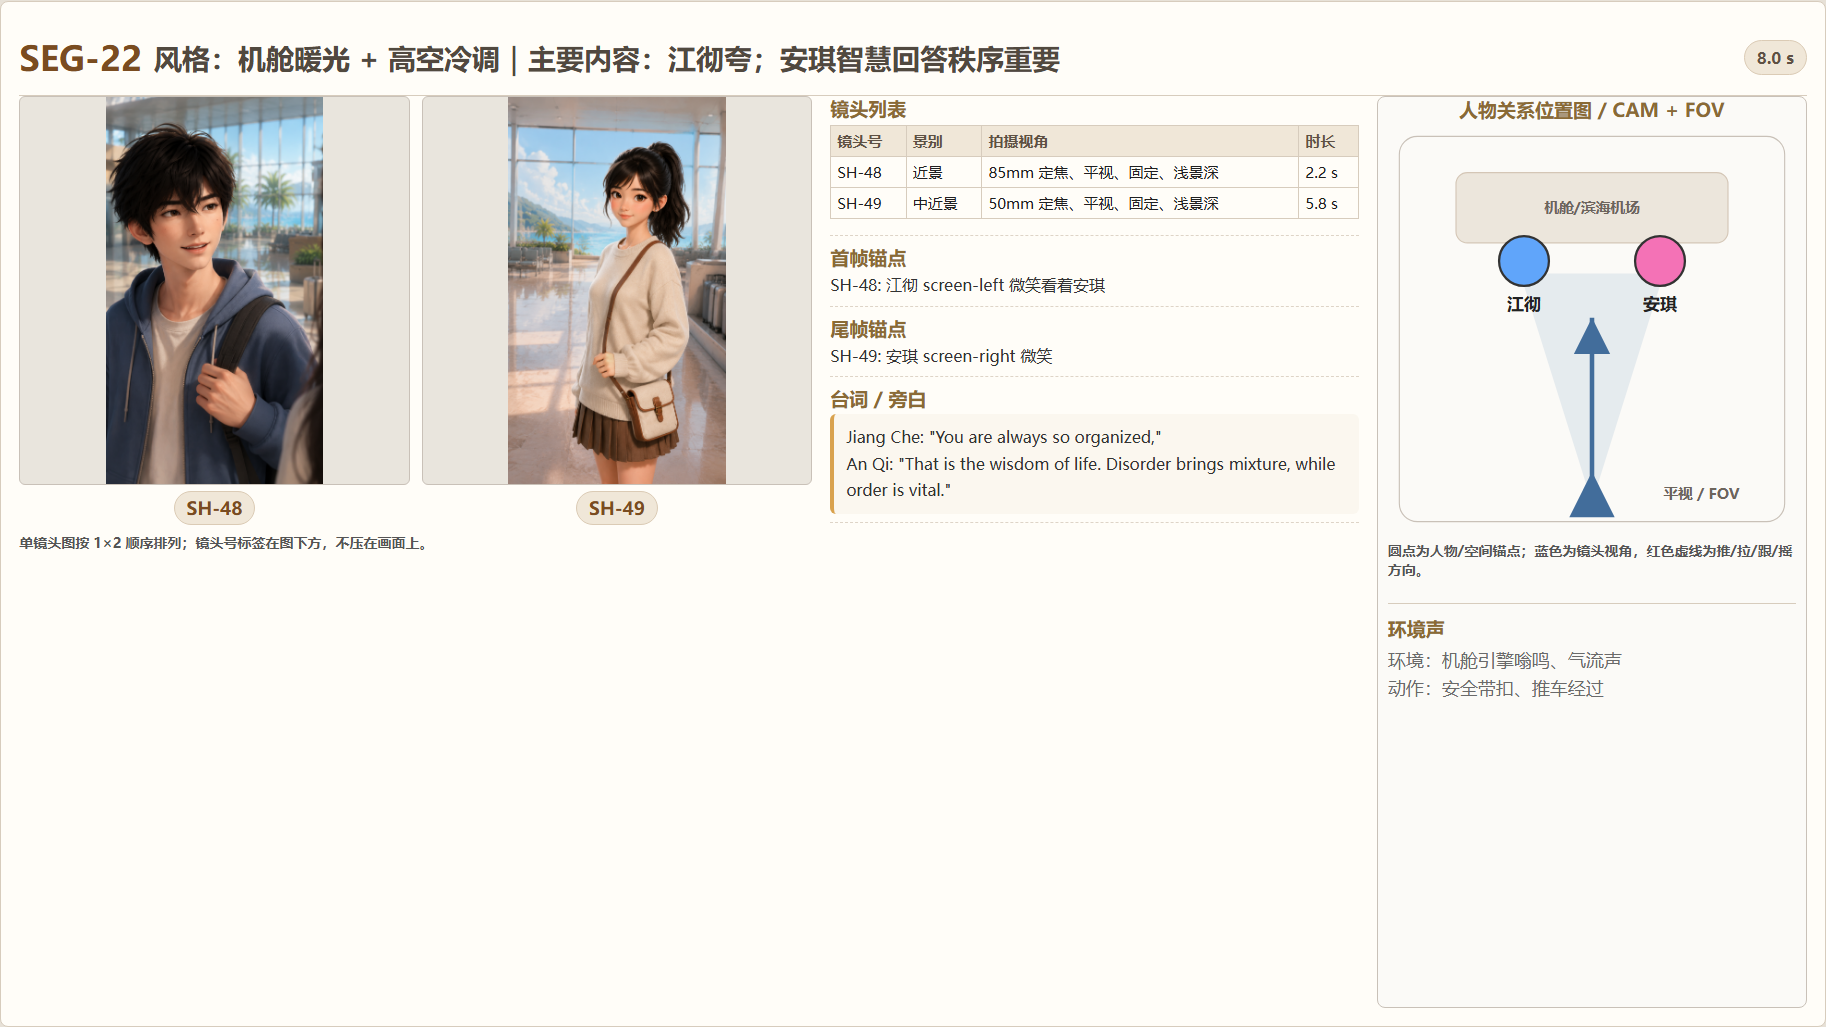 SEG-22 风格：机舱暖光 + 高空冷调 | 主要内容：江彻夸；安琪智慧回答秩序重要
8.0 s
SH-48
SH-49
单镜头图按 1×2 顺序排列；镜头号标签在图下方，不压在画面上。
镜头列表
镜头号 景别 拍摄视角 时长
SH-48 近景 85mm 定焦、平视、固定、浅景深 2.2 s
SH-49 中近景 50mm 定焦、平视、固定、浅景深 5.8 s
首帧锚点
SH-48: 江彻 screen-left 微笑看着安琪
尾帧锚点
SH-49: 安琪 screen-right 微笑
台词 / 旁白
Jiang Che: "You are always so organized,"
An Qi: "That is the wisdom of life. Disorder brings mixture, while
order is vital."
人物关系位置图 / CAM + FOV
机舱/滨海机场
江彻
安琪
平视 / FOV
圆点为人物/空间锚点；蓝色为镜头视角，红色虚线为推/拉/跟/摇
方向。
环境声
环境：机舱引擎嗡鸣、气流声
动作：安全带扣、推车经过